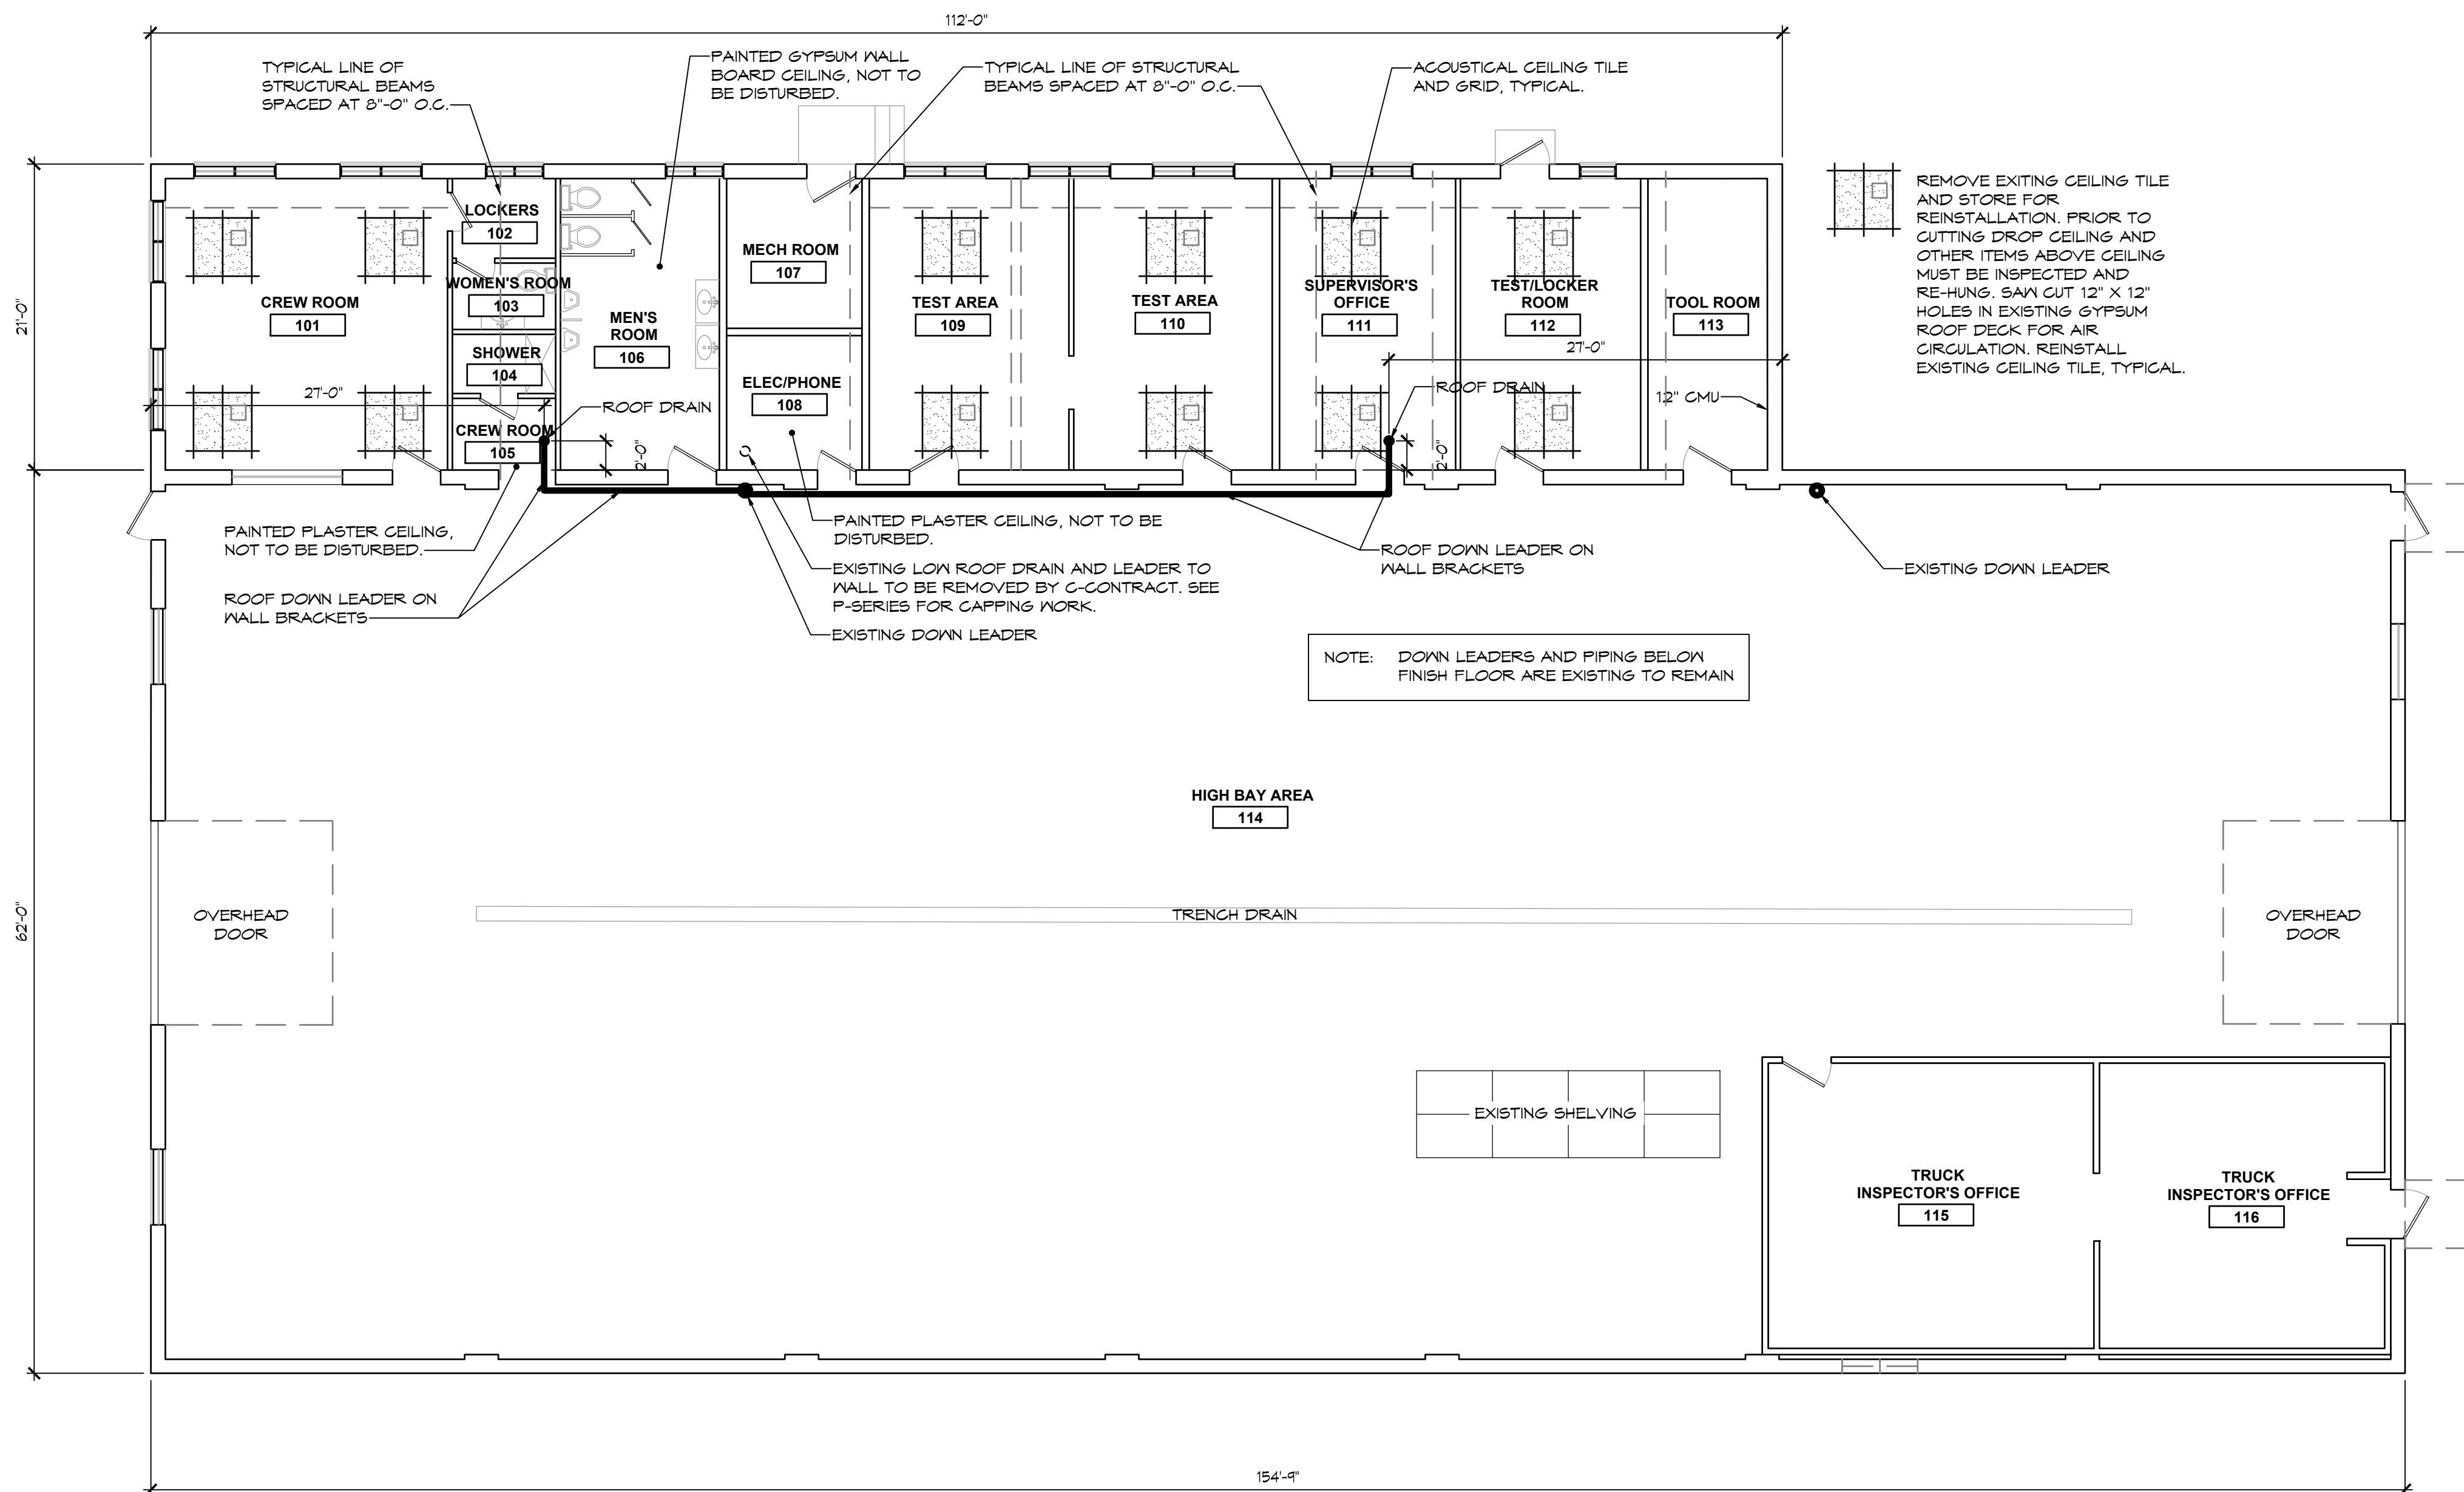 112'-0"
TYPICAL LINE OF
STRUCTURAL BEAMS
SPACED AT 8"-0" O.C.
PAINTED GYPSUM WALL
BOARD CEILING, NOT TO
BE DISTURBED.
TYPICAL LINE OF STRUCTURAL
BEAMS SPACED AT 8"-0" O.C.
ACOUSTICAL CEILING TILE
AND GRID, TYPICAL.
REMOVE EXITING CEILING TILE
AND STORE FOR
REINSTALLATION. PRIOR TO
CUTTING DROP CEILING AND
OTHER ITEMS ABOVE CEILING
MUST BE INSPECTED AND
RE-HUNG. SAW CUT 12" X 12"
HOLES IN EXISTING GYPSUM
ROOF DECK FOR AIR
CIRCULATION. REINSTALL
EXISTING CEILING TILE, TYPICAL.
21'-0"
CREW ROOM
101
LOCKERS
102
WOMEN'S ROOM
103
SHOWER
104
CREW ROOM
105
MEN'S
ROOM
106
MECH ROOM
107
ELEC/PHONE
108
TEST AREA
109
TEST AREA
110
SUPERVISOR'S
OFFICE
111
TEST/LOCKER
ROOM
112
TOOL ROOM
113
27'-0"
27'-0"
ROOF DRAIN
ROOF DRAIN
12" CMU
2'-0"
2'-0"
PAINTED PLASTER CEILING,
NOT TO BE DISTURBED.
ROOF DOWN LEADER ON
WALL BRACKETS
PAINTED PLASTER CEILING, NOT TO BE
DISTURBED.
EXISTING LOW ROOF DRAIN AND LEADER TO
WALL TO BE REMOVED BY C-CONTRACT. SEE
P-SERIES FOR CAPPING WORK.
EXISTING DOWN LEADER
ROOF DOWN LEADER ON
WALL BRACKETS
EXISTING DOWN LEADER
NOTE: DOWN LEADERS AND PIPING BELOW
FINISH FLOOR ARE EXISTING TO REMAIN
62'-0"
HIGH BAY AREA
114
OVERHEAD
DOOR
TRENCH DRAIN
OVERHEAD
DOOR
EXISTING SHELVING
TRUCK
INSPECTOR'S OFFICE
115
TRUCK
INSPECTOR'S OFFICE
116
154'-9"